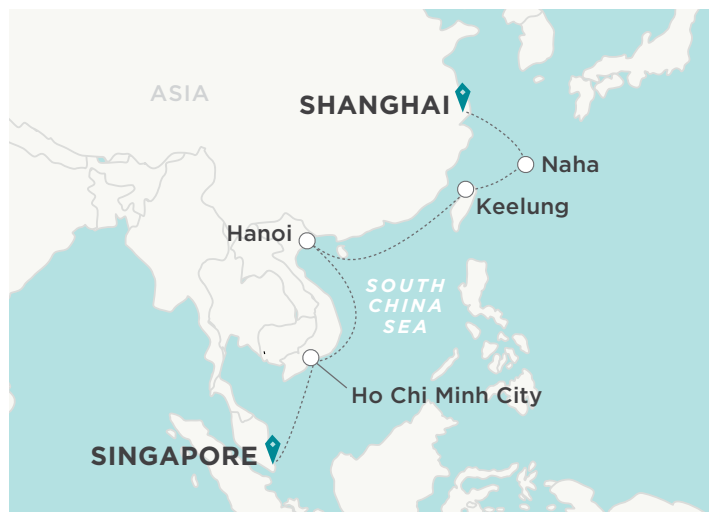 ASIA
SHANGHAI
Naha
Keelung
Hanoi
SOUTH
CHINA
SEA
Ho Chi Minh City
SINGAPORE